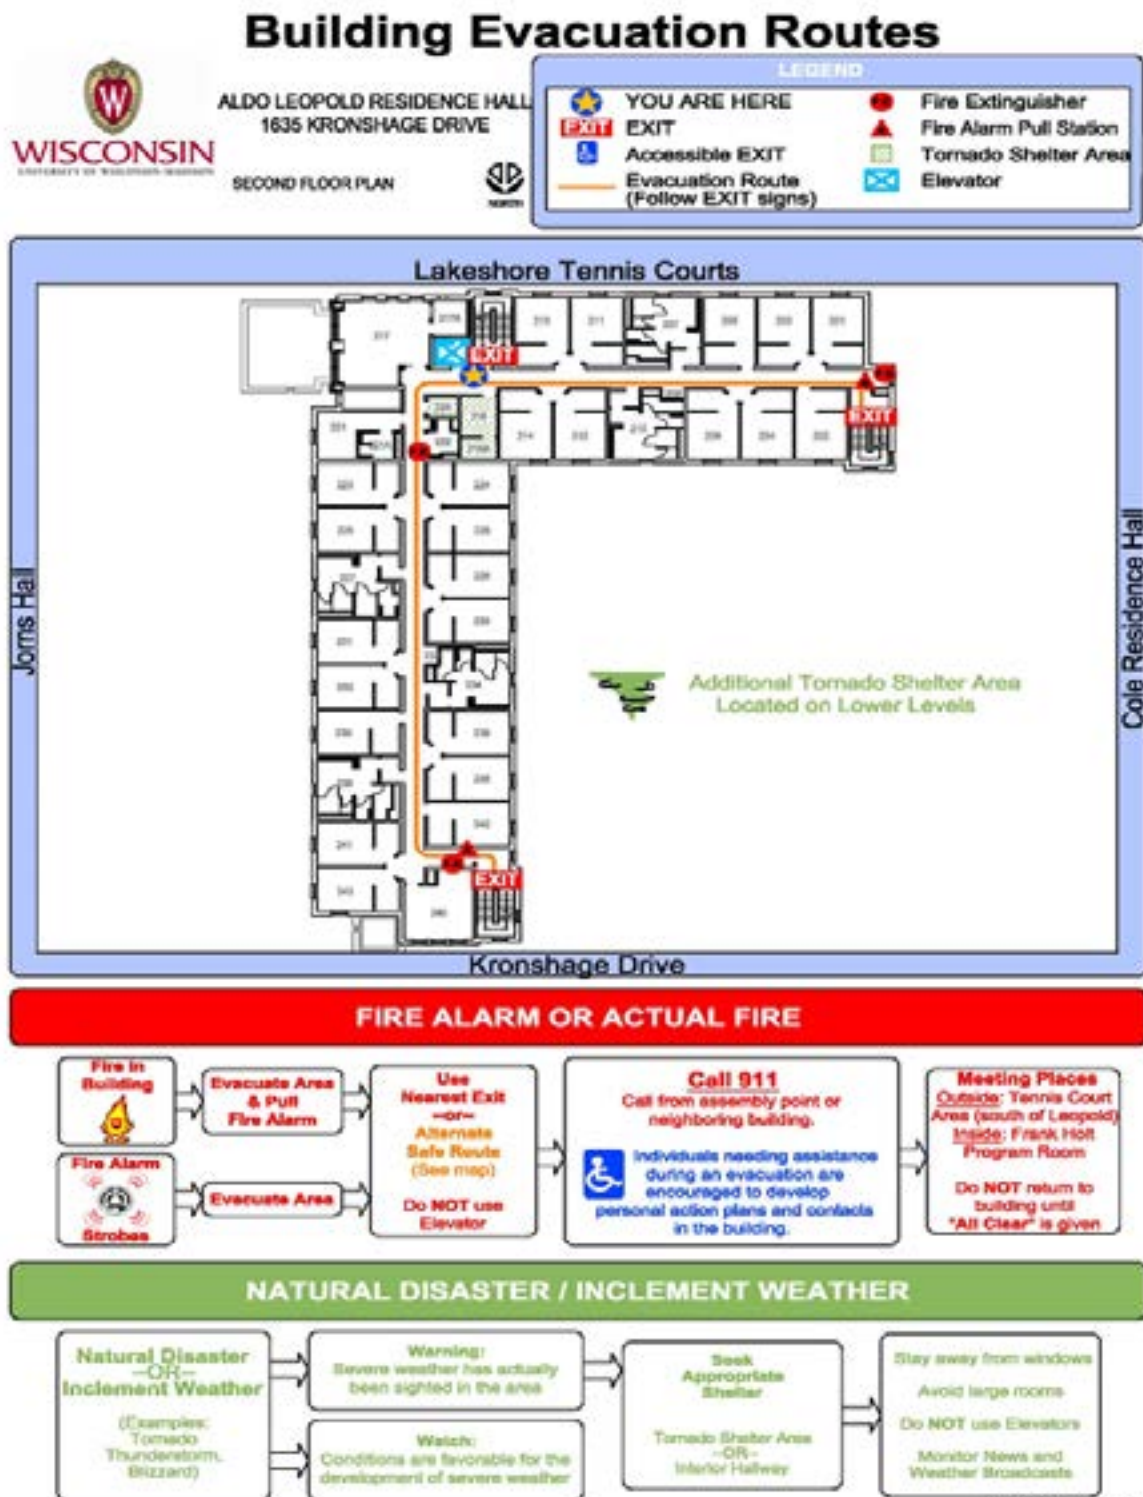 Building Evacuation Routes
W
WISCONSIN
UNIVERSITY OF WISCONSIN-MADISON
ALDO LEOPOLD RESIDENCE HALL
1635 KRONSHAGE DRIVE
SECOND FLOOR PLAN
NORTH
LEGEND
YOU ARE HERE
EXIT EXIT
Accessible EXIT
Evacuation Route
(Follow EXIT signs)
Fire Extinguisher
Fire Alarm Pull Station
Tornado Shelter Area
Elevator
Lakeshore Tennis Courts
217
EXIT
211
EXIT
214
221
EXIT
Jorns Hall
Cole Residence Hall
Additional Tornado Shelter Area
Located on Lower Levels
Kronshage Drive
FIRE ALARM OR ACTUAL FIRE
Fire in
Building
Fire Alarm
Strobes
Evacuate Area
& Pull
Fire Alarm
Evacuate Area
Use
Nearest Exit
--or--
Alternate
Safe Route
(See map)
Do NOT use
Elevator
Call 911
Call from assembly point or
neighboring building.
Individuals needing assistance
during an evacuation are
encouraged to develop
personal action plans and contacts
in the building.
Meeting Places
Outside: Tennis Court
Area (south of Leopold)
Inside: Frank Holt
Program Room
Do NOT return to
building until
"All Clear" is given
NATURAL DISASTER / INCLEMENT WEATHER
Natural Disaster
--OR--
Inclement Weather
(Examples:
Tornado
Thunderstorm,
Blizzard)
Warning:
Severe weather has actually
been sighted in the area
Watch:
Conditions are favorable for the
development of severe weather
Seek
Appropriate
Shelter
Tornado Shelter Area
--OR--
Interior Hallway
Stay away from windows
Avoid large rooms
Do NOT use Elevators
Monitor News and
Weather Broadcasts